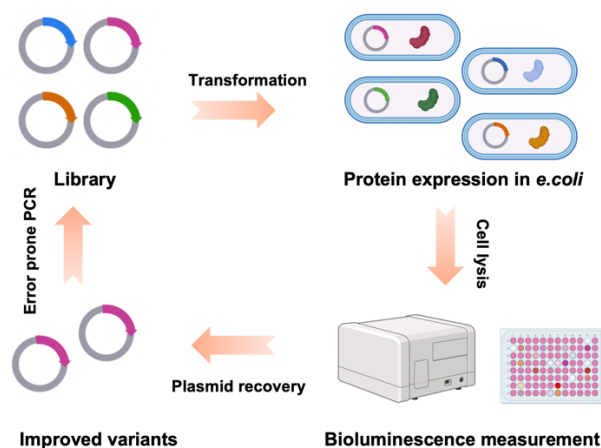 Transformation
Library
Protein expression in e.coli
Error prone PCR
Cell lysis
Plasmid recovery
Improved variants
Bioluminescence measurement